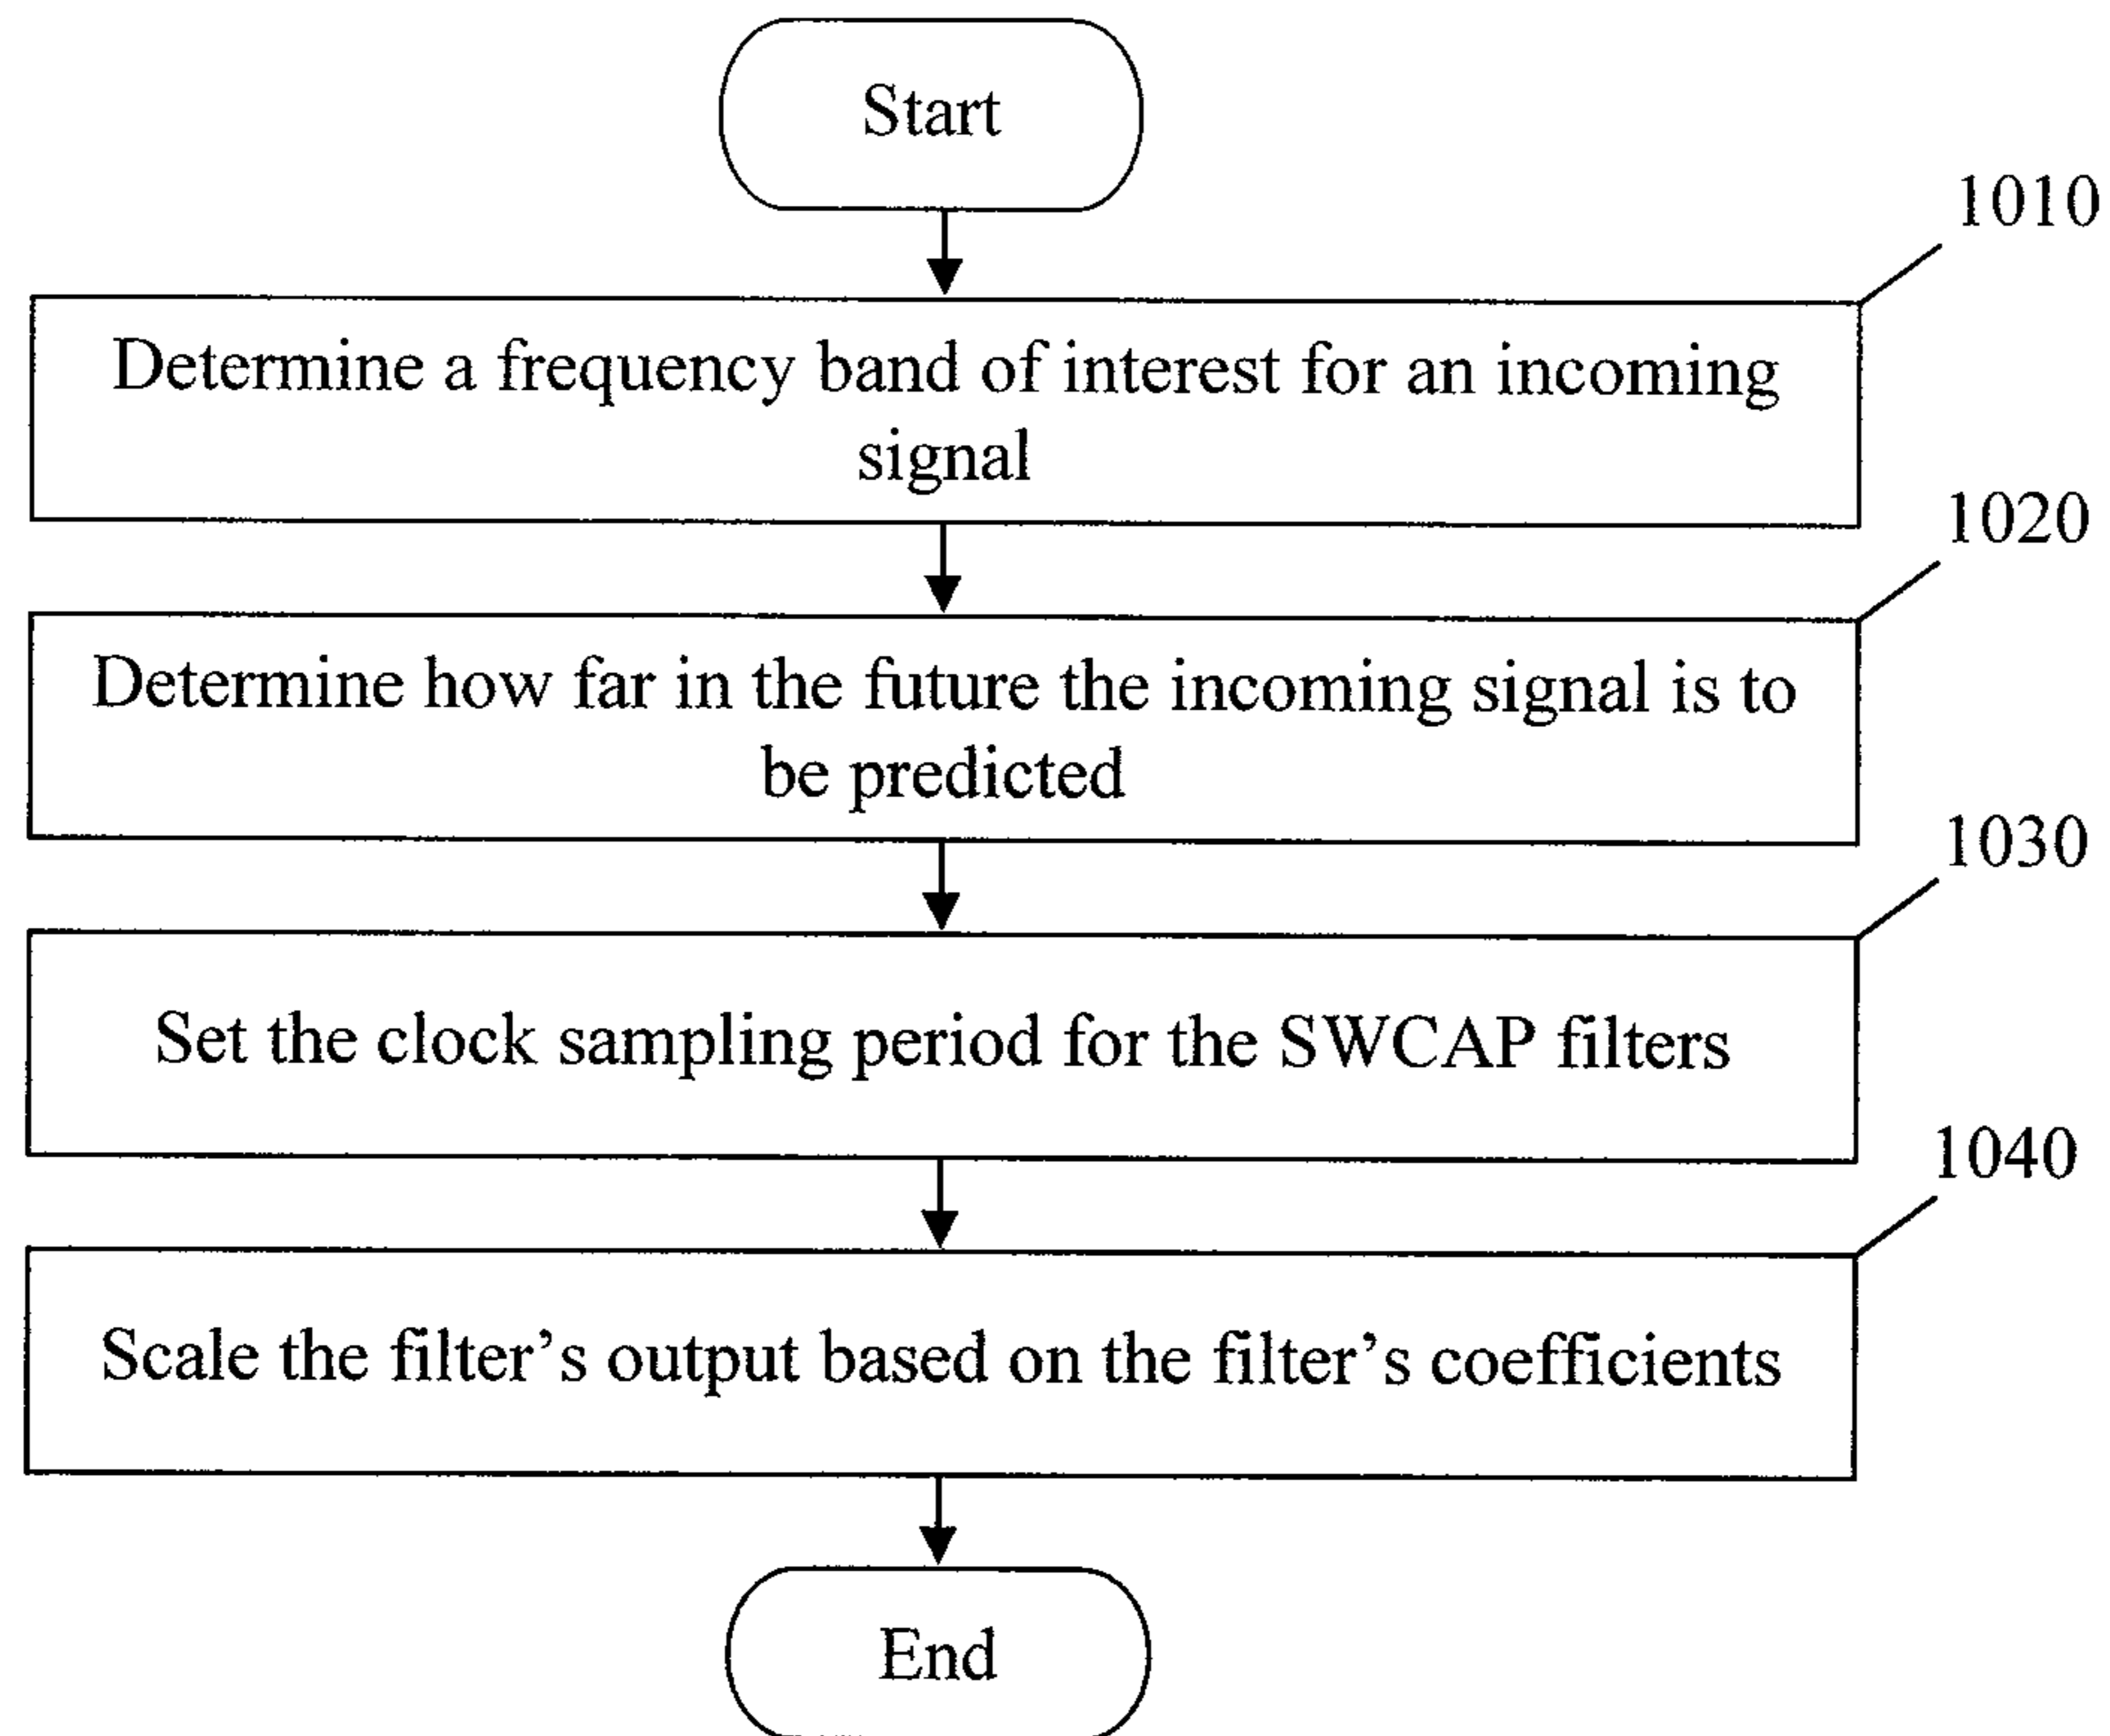 Start
1010
Determine a frequency band of interest for an incoming
signal
1020
Determine how far in the future the incoming signal is to
be predicted
1030
Set the clock sampling period for the SWCAP filters
1040
Scale the filter’s output based on the filter’s coefficients
End